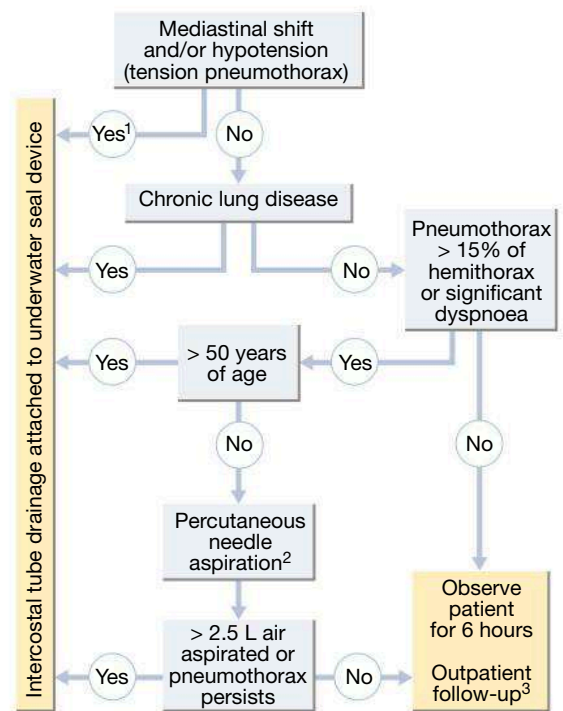 Mediastinal shift
and/or hypotension
(tension pneumothorax)
Yes¹
No
Intercostal tube drainage attached to underwater seal device
Chronic lung disease
Yes
No
Pneumothorax
> 15% of
hemithorax
or significant
dyspnoea
Yes
> 50 years
of age
Yes
No
No
Percutaneous
needle
aspiration²
> 2.5 L air
aspirated or
pneumothorax
persists
Yes
No
Observe
patient
for 6 hours
Outpatient
follow-up³